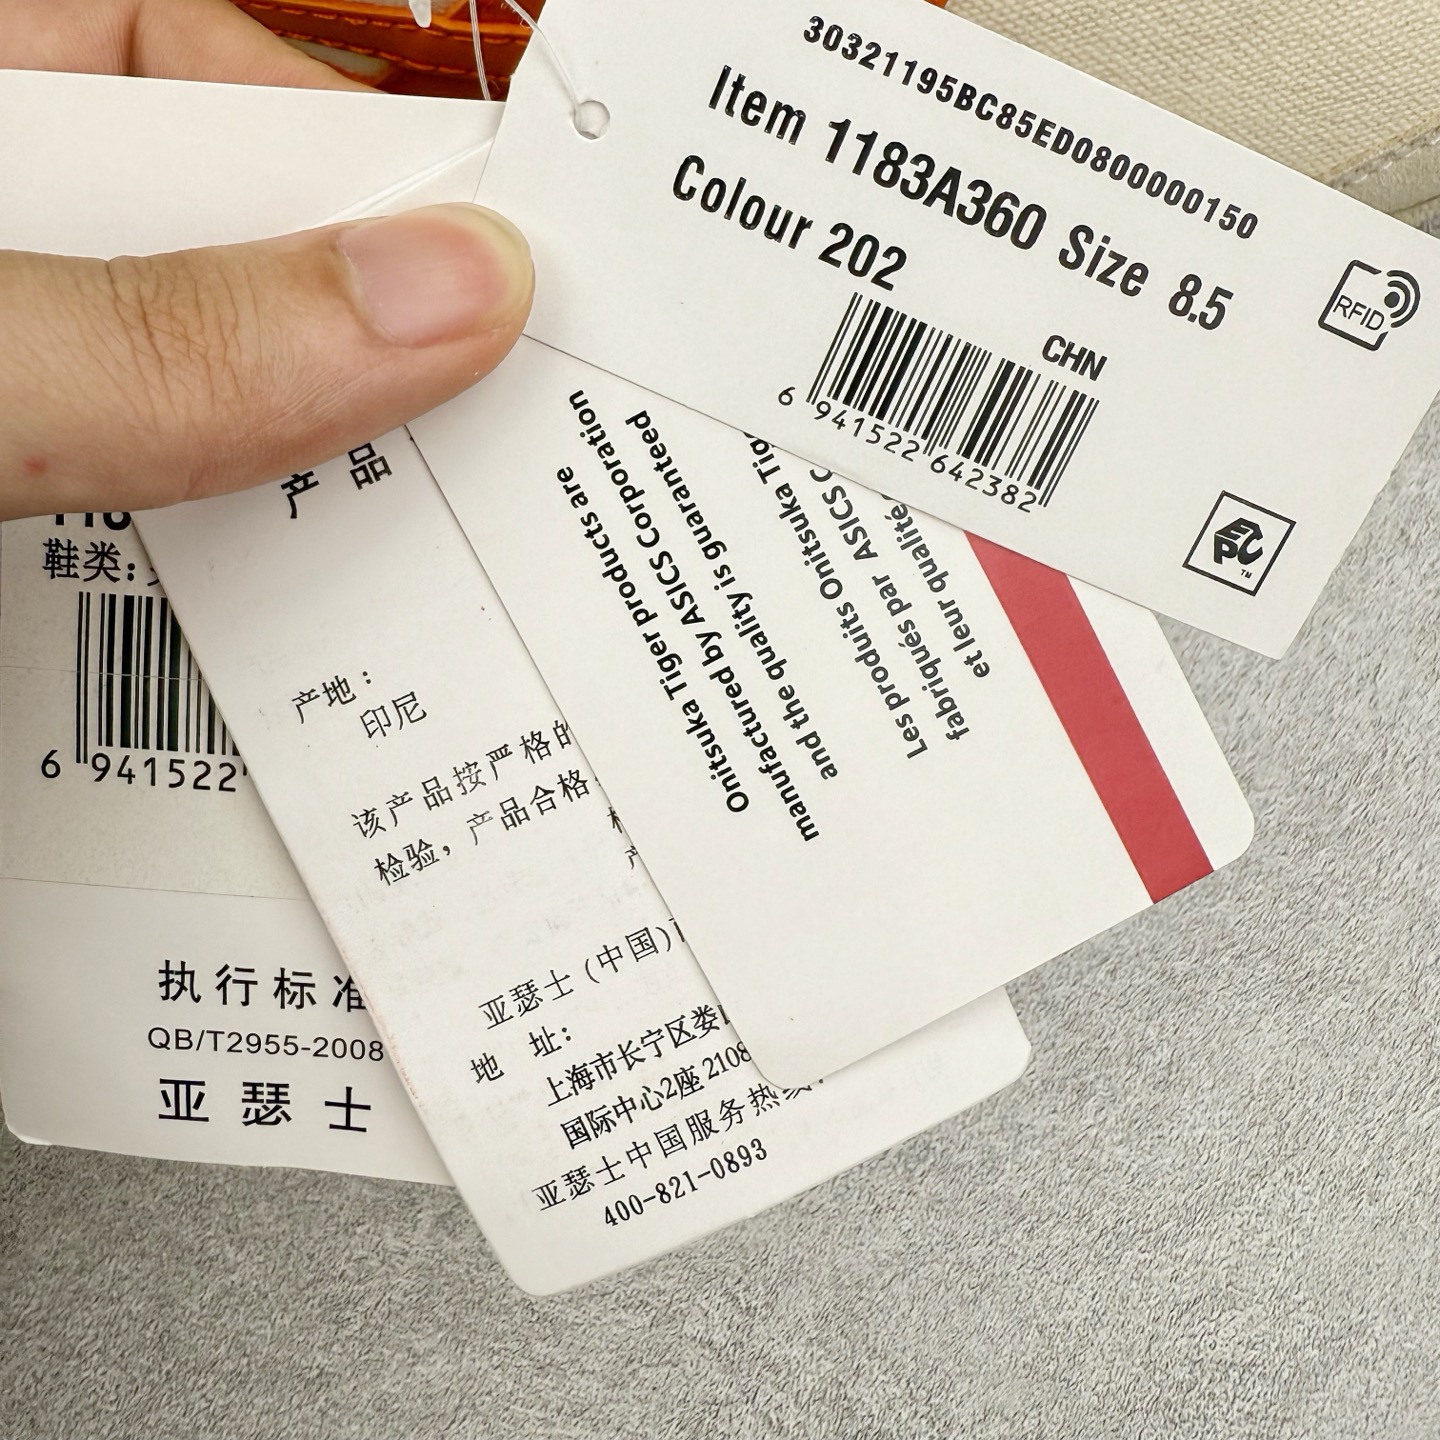 30321195BC85ED0800000150
Item 1183A360 Size 8.5
Colour 202
RFID
CHN
6 941522 642382
EPC
TM
Onitsuka Tiger products are
manufactured by ASICS Corporation
and the quality is guaranteed
Les produits Onitsuka Tig
fabriqués par ASICS C
et leur qualité
产 品
产地：
印尼
该产品按严格的
检验，产品合格
亚瑟士 (中国)
地 址：
上海市长宁区娄
国际中心2座 2108
亚瑟士中国服务热线
400-821-0893
鞋类:
6 941522
执行标准
QB/T2955-2008
亚瑟士